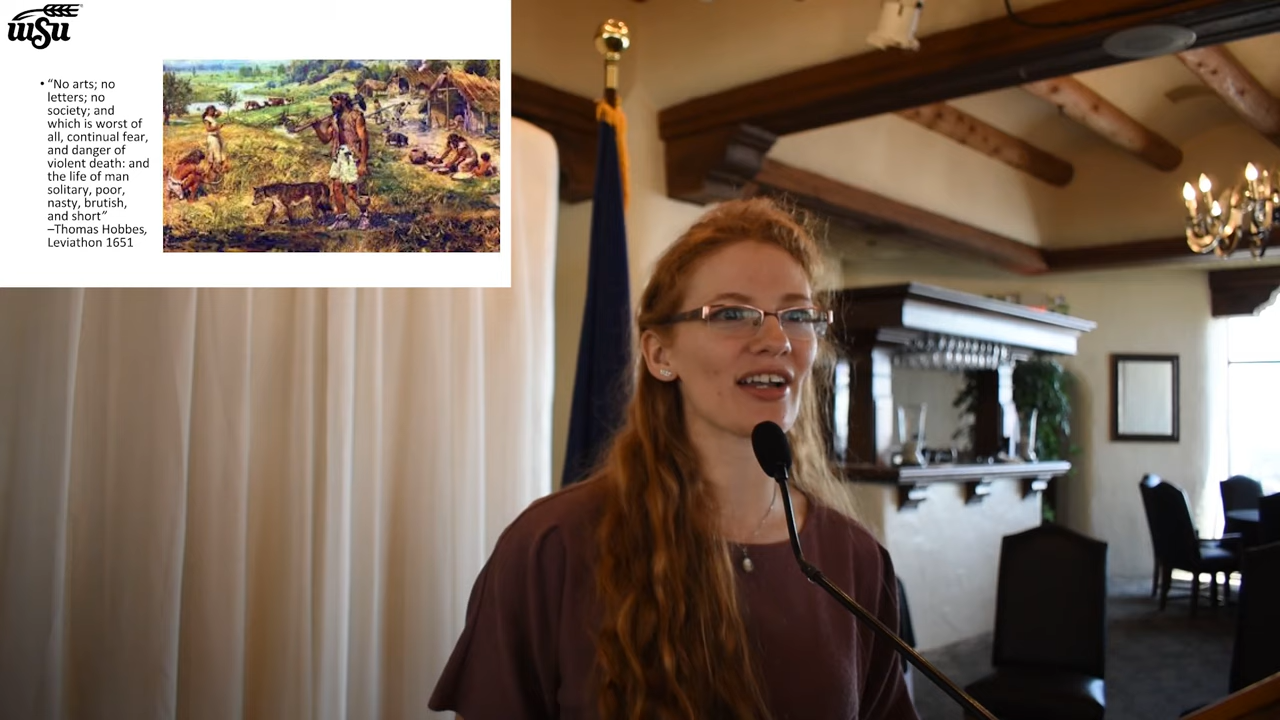 wsu
• “No arts; no
letters; no
society; and
which is worst of
all, continual fear,
and danger of
violent death: and
the life of man
solitary, poor,
nasty, brutish,
and short”
–Thomas Hobbes,
Leviathon 1651